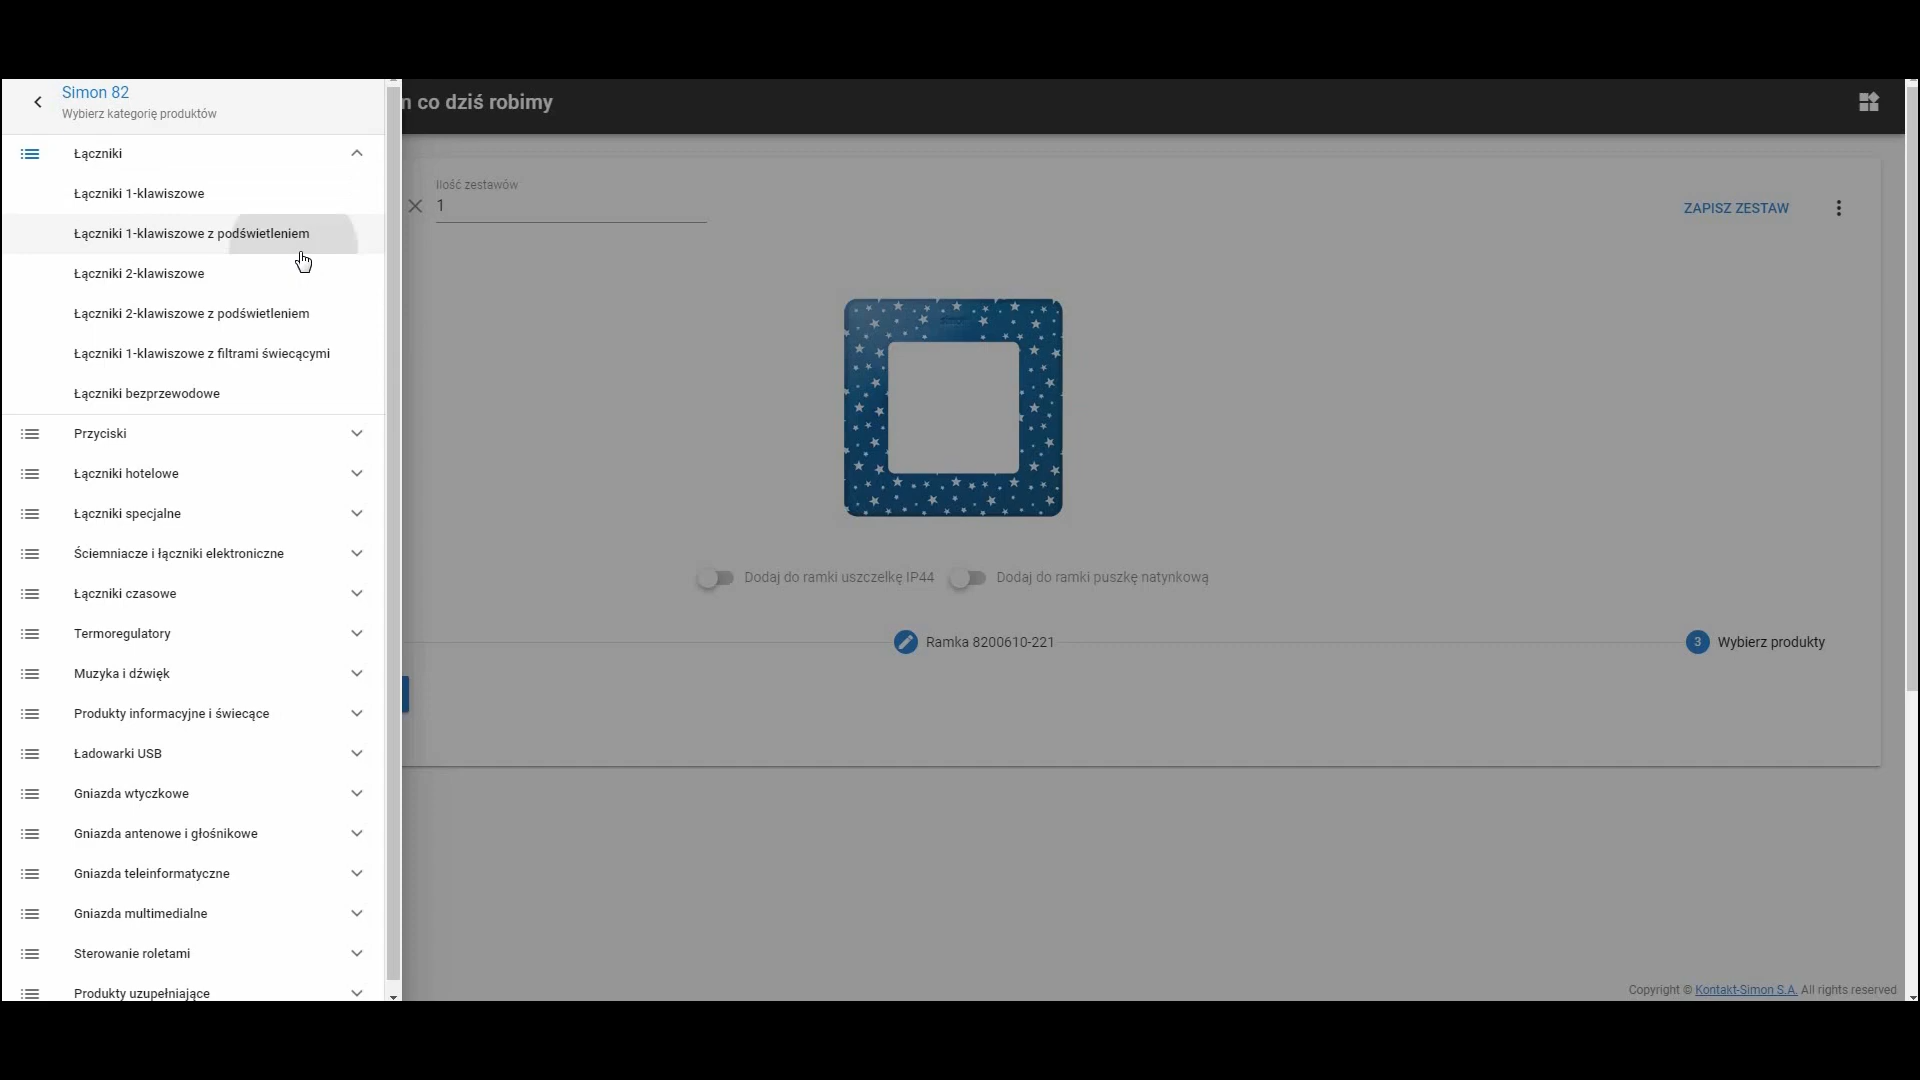 Simon 82
Wybierz kategorię produktów
Łączniki
Łączniki 1-klawiszowe
Łączniki 1-klawiszowe z podświetleniem
Łączniki 2-klawiszowe
Łączniki 2-klawiszowe z podświetleniem
Łączniki 1-klawiszowe z filtrami świecącymi
Łączniki bezprzewodowe
Przyciski
Łączniki hotelowe
Łączniki specjalne
Ściemniacze i łączniki elektroniczne
Łączniki czasowe
Termoregulatory
Muzyka i dźwięk
Produkty informacyjne i świecące
Ładowarki USB
Gniazda wtyczkowe
Gniazda antenowe i głośnikowe
Gniazda teleinformatyczne
Gniazda multimedialne
Sterowanie roletami
Produkty uzupełniające
m co dziś robimy
Ilość zestawów
1
ZAPISZ ZESTAW
Dodaj do ramki uszczelkę IP44
Dodaj do ramki puszkę natynkową
Ramka 8200610-221
3 Wybierz produkty
Copyright © Kontakt-Simon S.A. All rights reserved